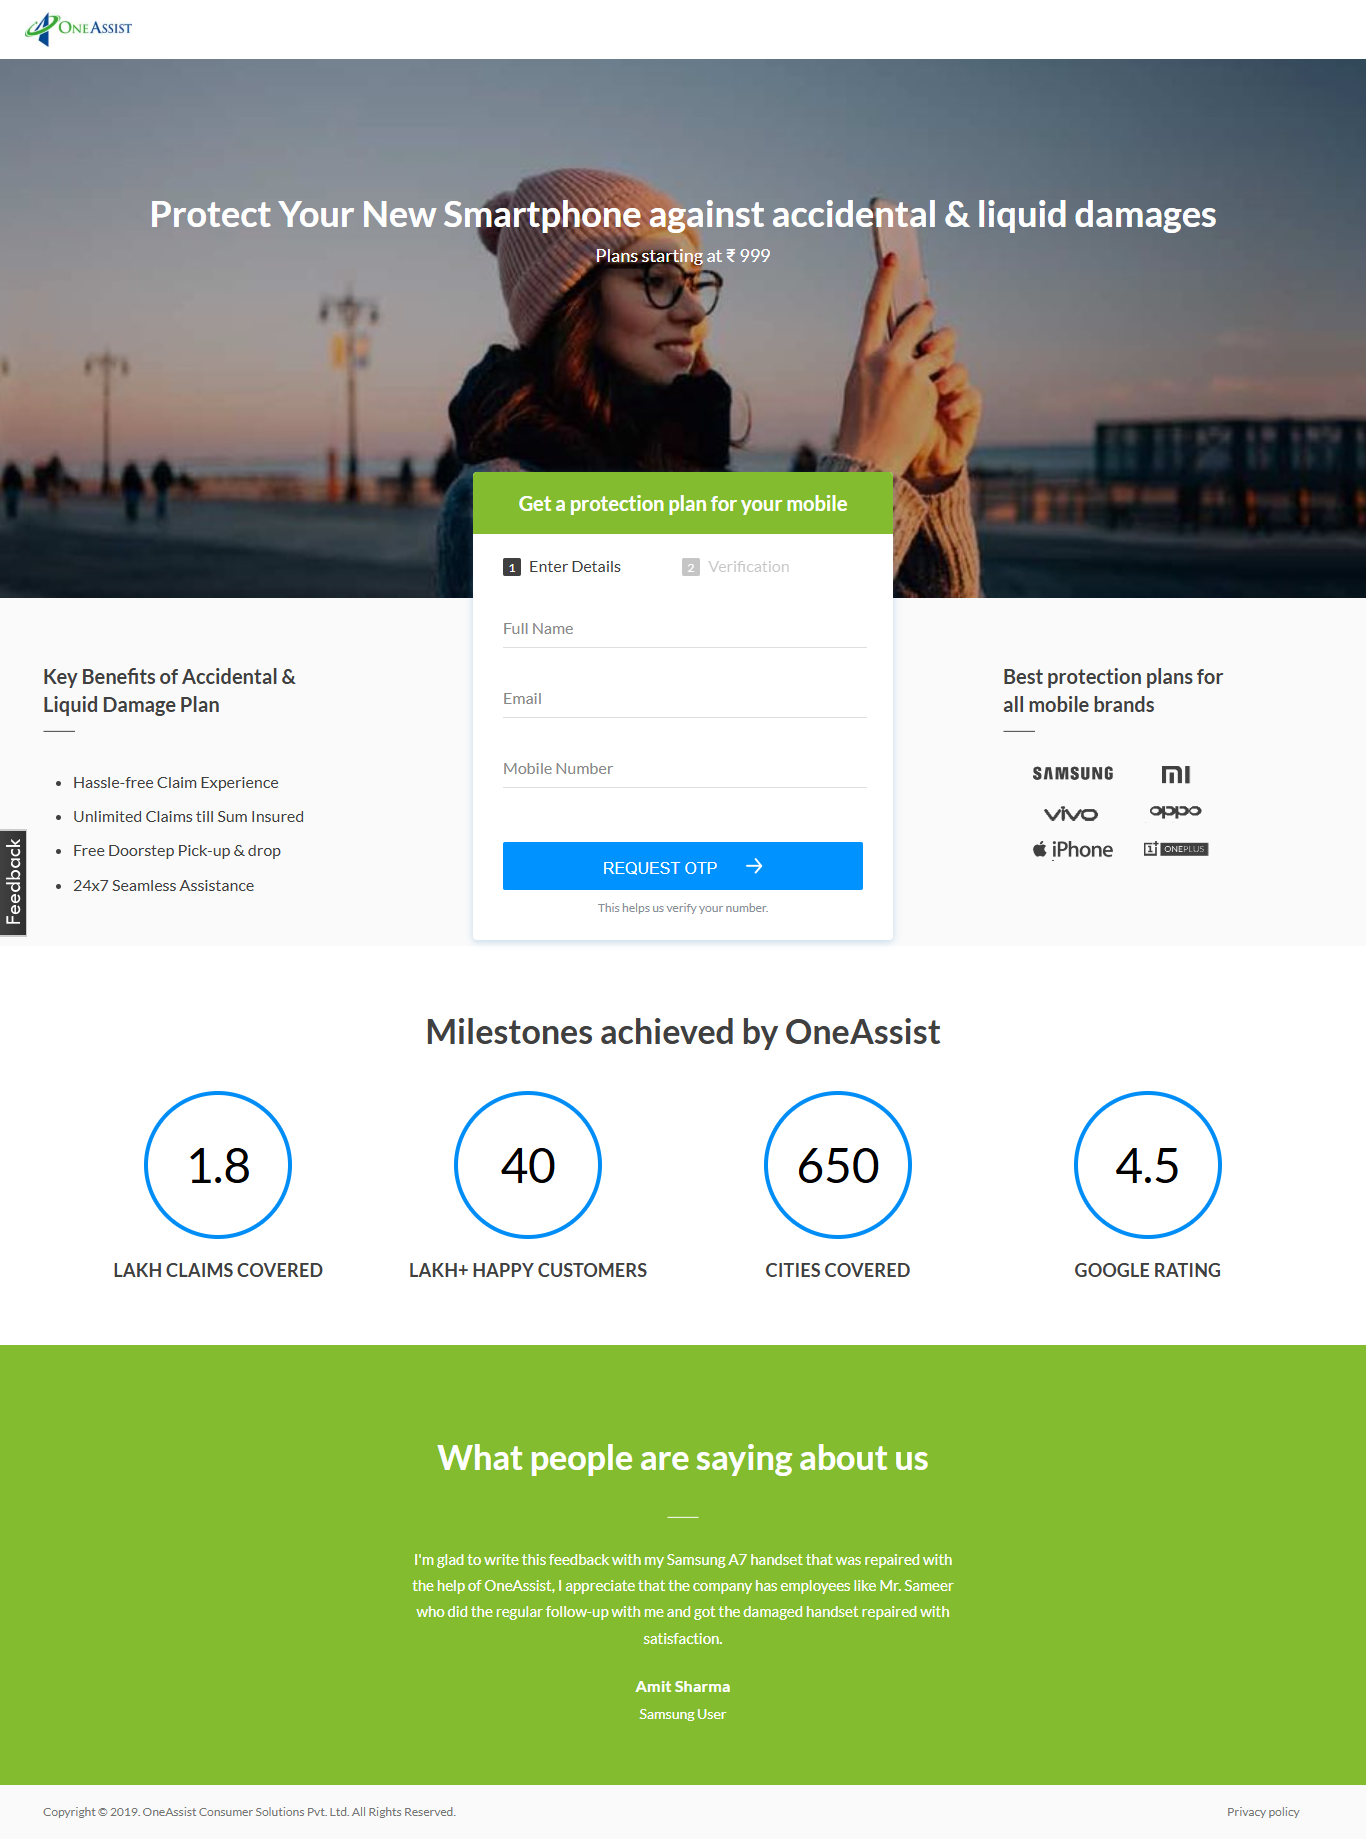 ONEASSIST
Protect Your New Smartphone against accidental & liquid damages
Plans starting at ₹ 999
Get a protection plan for your mobile
1 Enter Details
2 Verification
Full Name
Email
Mobile Number
REQUEST OTP
This helps us verify your number.
Key Benefits of Accidental &
Liquid Damage Plan
Hassle-free Claim Experience
Unlimited Claims till Sum Insured
Free Doorstep Pick-up & drop
24x7 Seamless Assistance
Feedback
Best protection plans for
all mobile brands
SAMSUNG
MI
vivo
oppo
iPhone
1+ ONEPLUS
Milestones achieved by OneAssist
1.8
LAKH CLAIMS COVERED
40
LAKH+ HAPPY CUSTOMERS
650
CITIES COVERED
4.5
GOOGLE RATING
What people are saying about us
I'm glad to write this feedback with my Samsung A7 handset that was repaired with
the help of OneAssist, I appreciate that the company has employees like Mr. Sameer
who did the regular follow-up with me and got the damaged handset repaired with
satisfaction.
Amit Sharma
Samsung User
Copyright © 2019. OneAssist Consumer Solutions Pvt. Ltd. All Rights Reserved.
Privacy policy